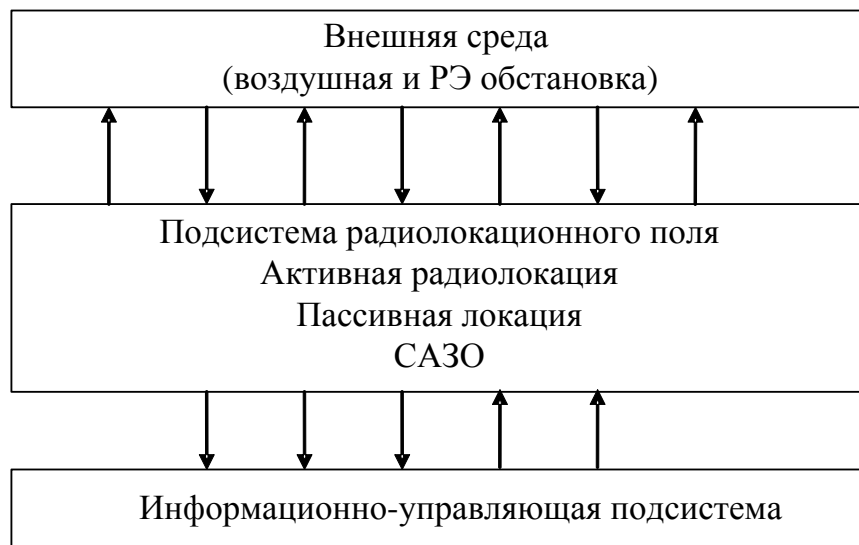 Внешняя среда
(воздушная и РЭ обстановка)
Подсистема радиолокационного поля
Активная радиолокация
Пассивная локация
САЗО
Информационно-управляющая подсистема